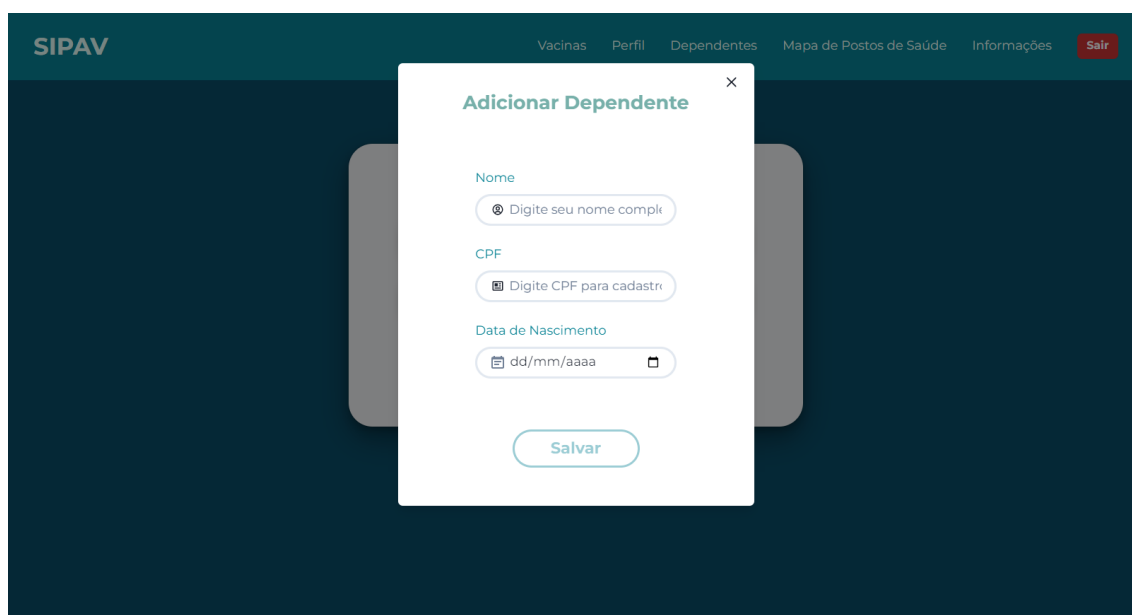 SIPAV
Vacinas Perfil Dependentes Mapa de Postos de Saúde Informações Sair
Adicionar Dependente
Nome
Digite seu nome comple
CPF
Digite CPF para cadastro
Data de Nascimento
dd/mm/aaaa
Salvar